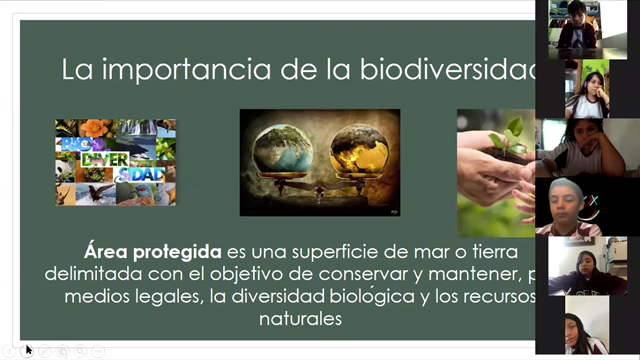 La importancia de la biodiversidad
BIO
DIVER
SIDAD
Área protegida es una superficie de mar o tierra
delimitada con el objetivo de conservar y mantener, p
medios legales, la diversidad biológica y los recursos
naturales